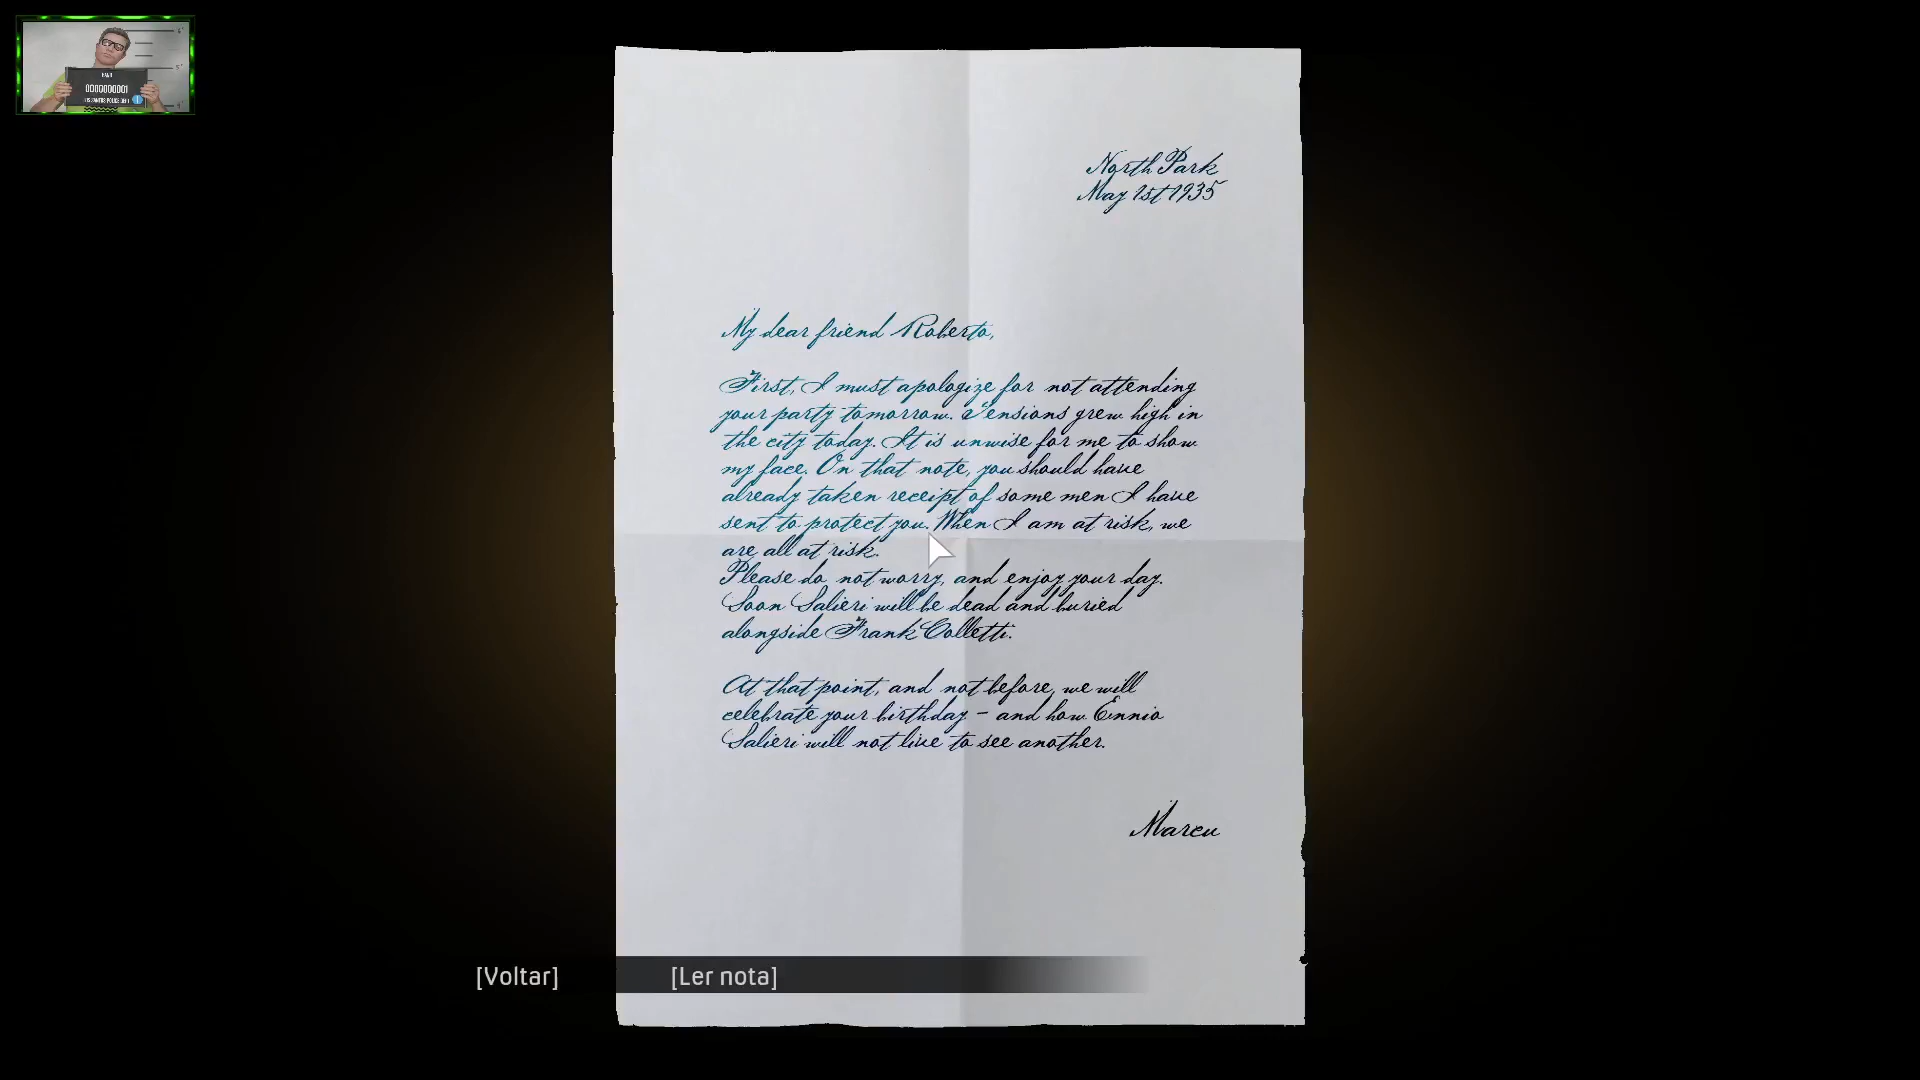 North Park
May 1st 1935
My dear friend Roberto,
First, I must apologize for not attending
your party tomorrow. Tensions grew high in
the city today. It is unwise for me to show
my face. On that note, you should have
already taken receipt of some men I have
sent to protect you. When I am at risk, we
are all at risk.
Please do not worry, and enjoy your day.
Soon Salieri will be dead and buried
alongside Frank Colletti.
At that point, and not before, we will
celebrate your birthday – and how Ennio
Salieri will not live to see another.
Marcu
[Voltar]
[Ler nota]
0000000001